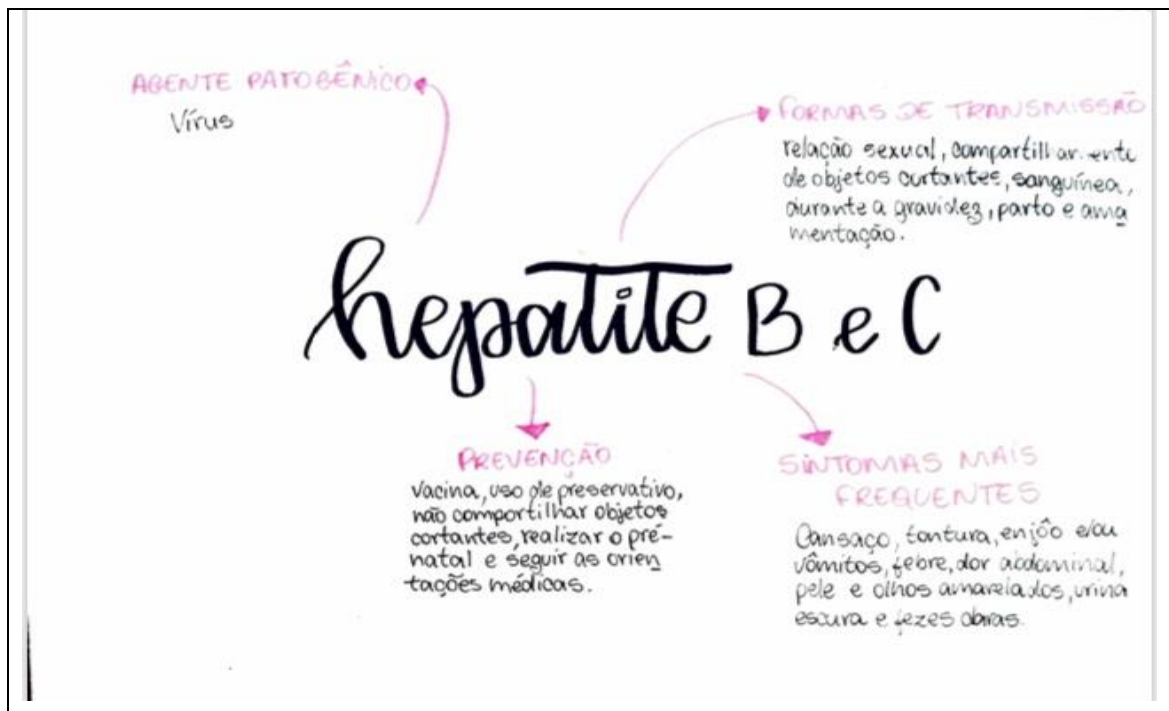 AGENTE PATOGÊNICO
Vírus
FORMAS DE TRANSMISSÃO
relação sexual, compartilhamento
de objetos cortantes, sanguínea,
durante a gravidez, parto e ama
mentação.
hepatite B e C
PREVENÇÃO
Vacina, uso de preservativo,
não compartilhar objetos
cortantes, realizar o pré-
natal e seguir as orien
tações médicas.
SINTOMAS MAIS
FREQUENTES
Cansaço, tontura, enjôo e/ou
vômitos, febre, dor abdominal,
pele e olhos amarelados, urina
escura e fezes claras.